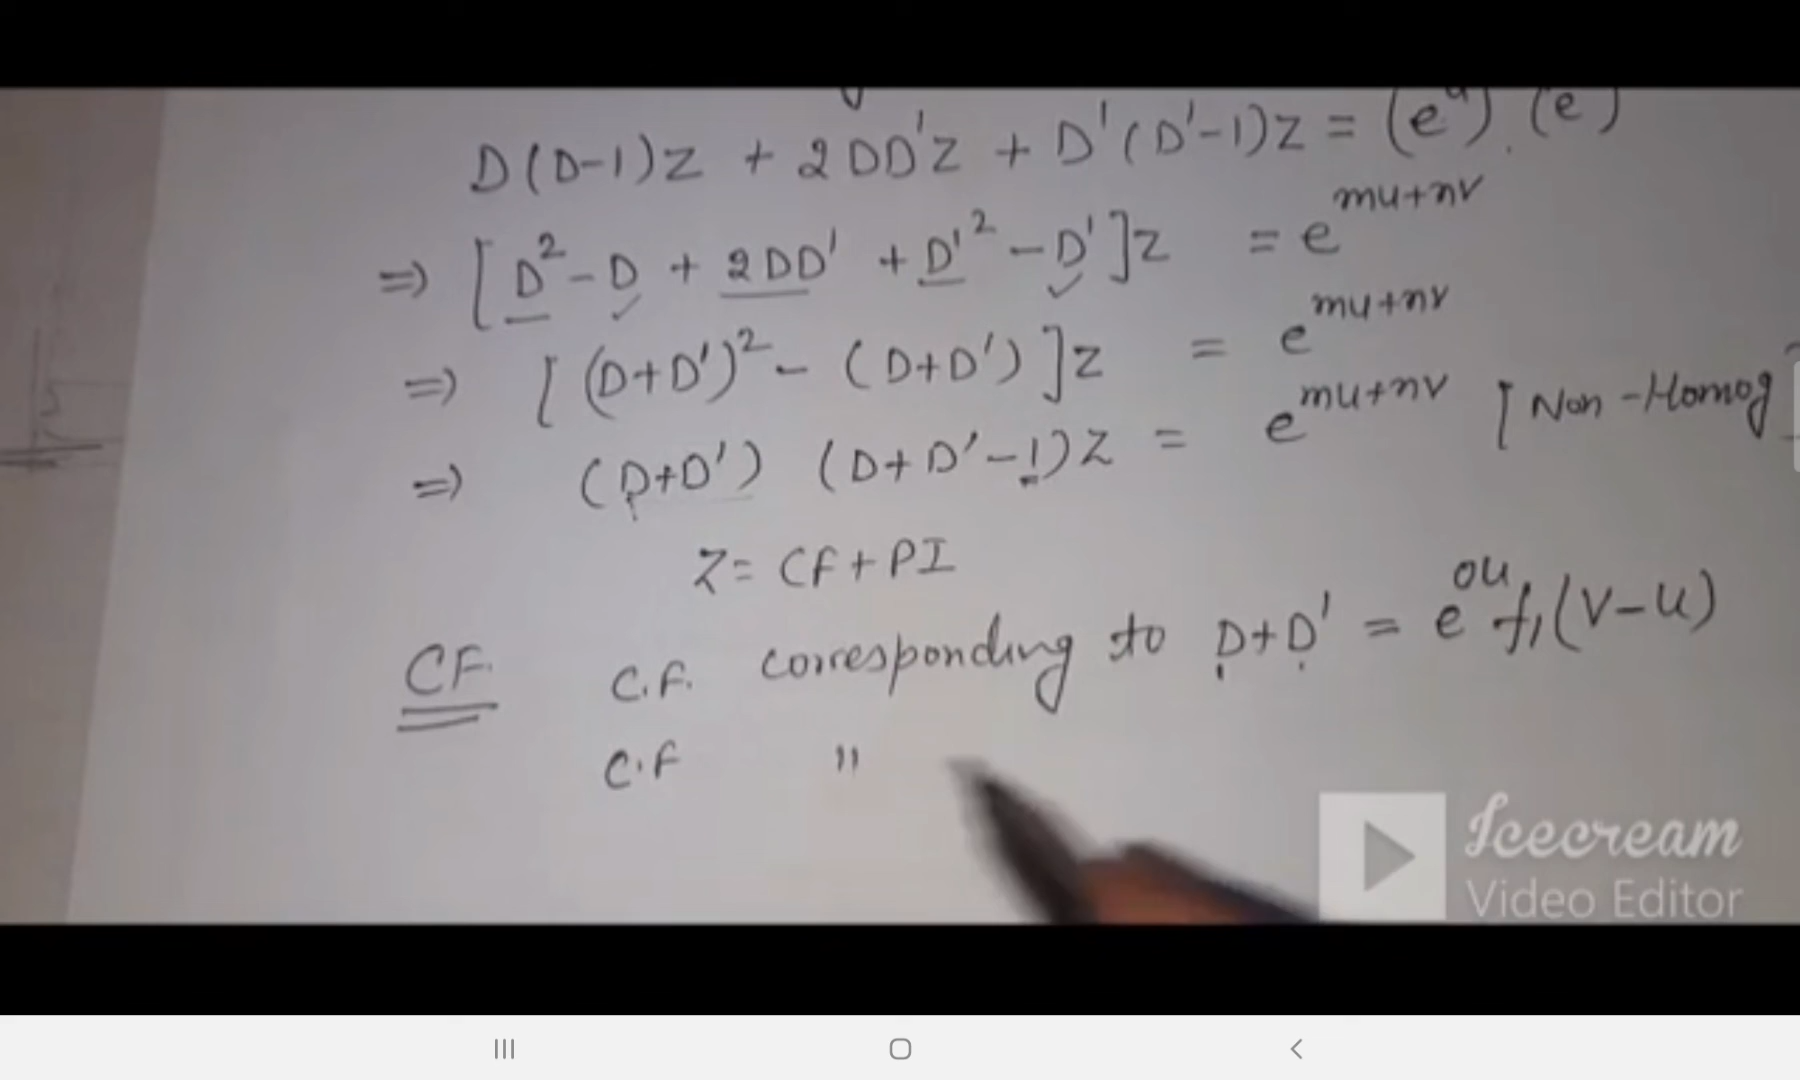 D(D-1)Z + 2DD'Z + D'(D'-1)Z = (e^u).(e)
⇒ [D²-D + 2DD' + D'² - D']Z = e^{mu+nv}
⇒ [(D+D')² - (D+D')]Z = e^{mu+nv}
⇒ (D+D') (D+D'-1)Z = e^{mu+nv} [Non-Homog]
Z = CF + PI
CF. C.F. corresponding to D+D' = e^{0u} f₁(V-u)
C.F "
Icecream
Video Editor